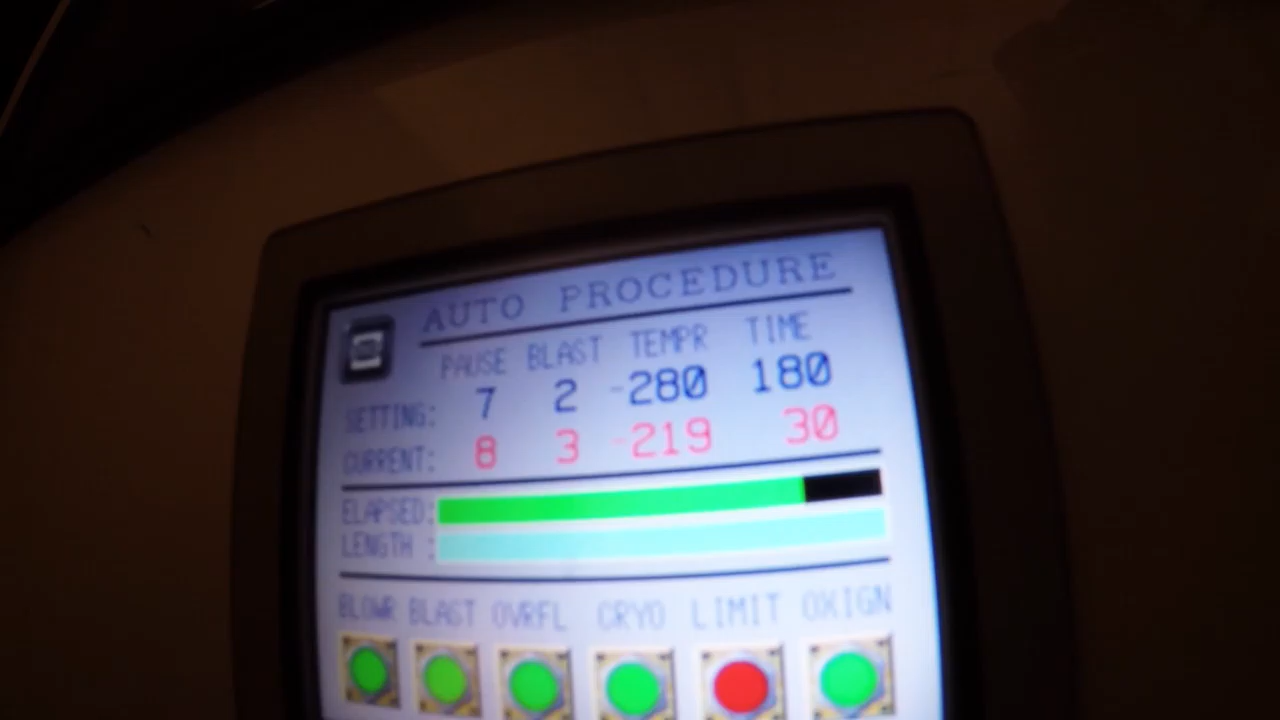 AUTO PROCEDURE
PAUSE BLAST TEMPR TIME
SETTING: 7 2 -280 180
CURRENT: 8 3 -219 30
ELAPSED:
LENGTH :
BLOWR BLAST OVRFL CRYO LIMIT OXIGN